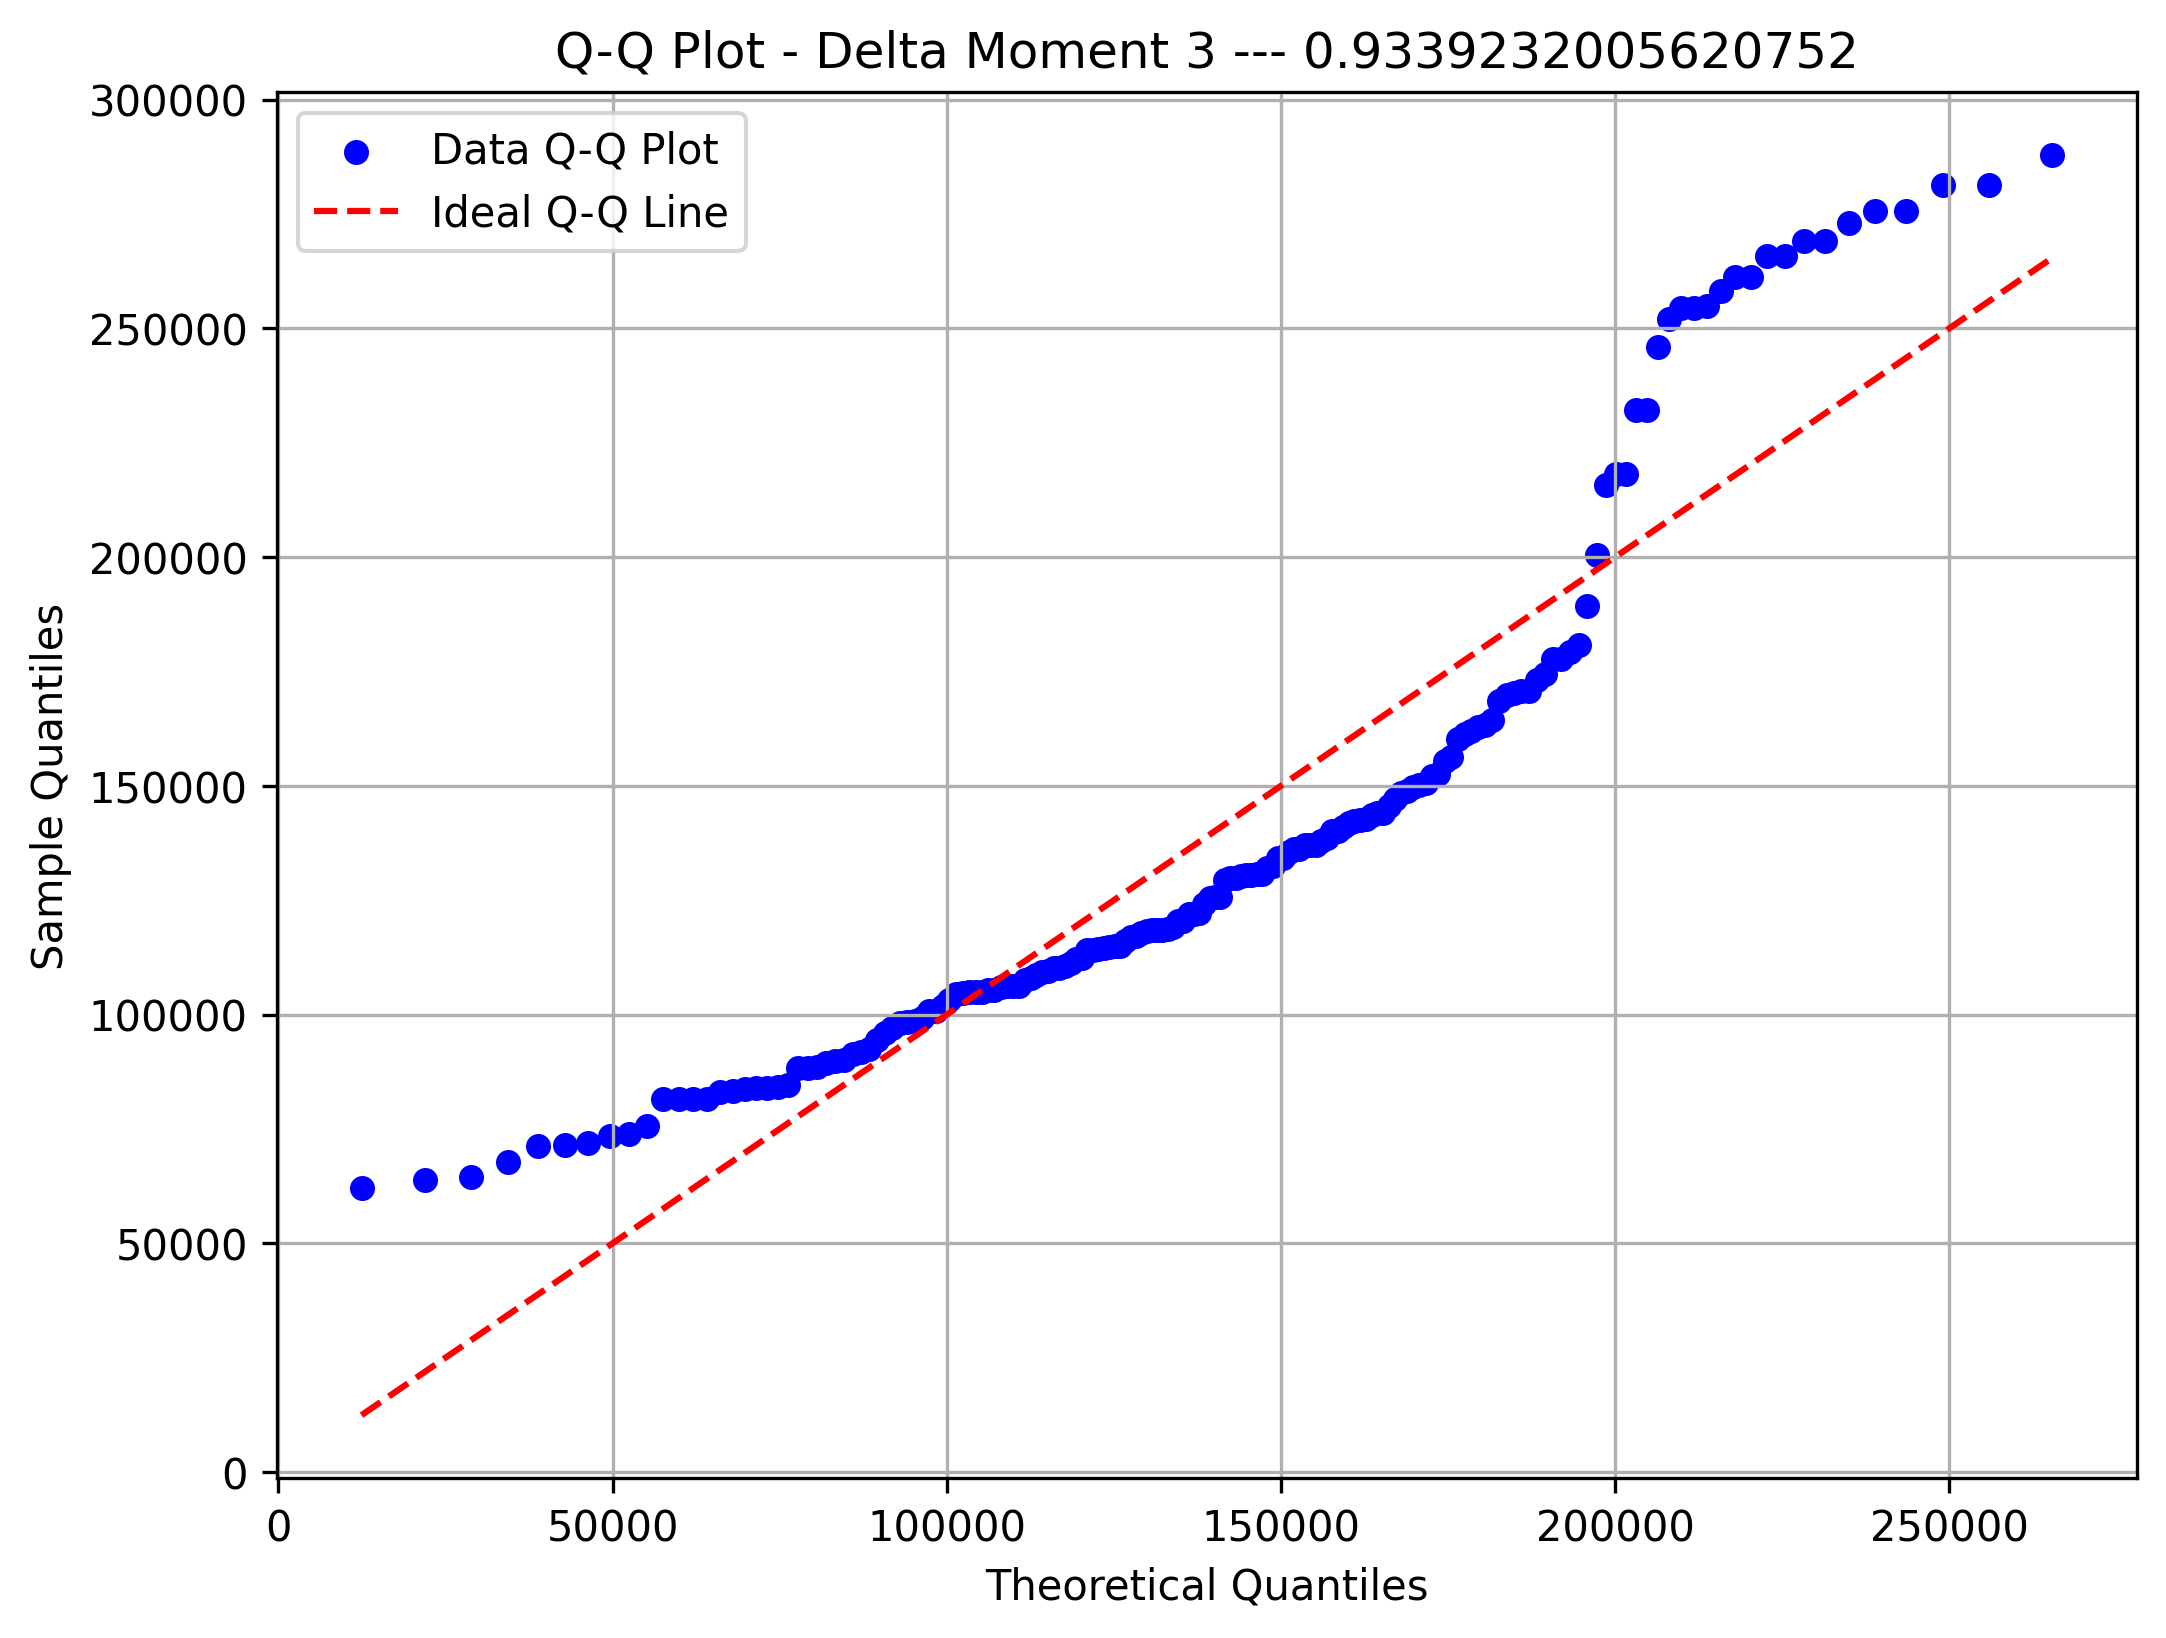 Q-Q Plot - Delta Moment 3 --- 0.9339232005620752
300000
250000
200000
150000
100000
50000
0
Data Q-Q Plot
Ideal Q-Q Line
Sample Quantiles
0
50000
100000
150000
200000
250000
Theoretical Quantiles